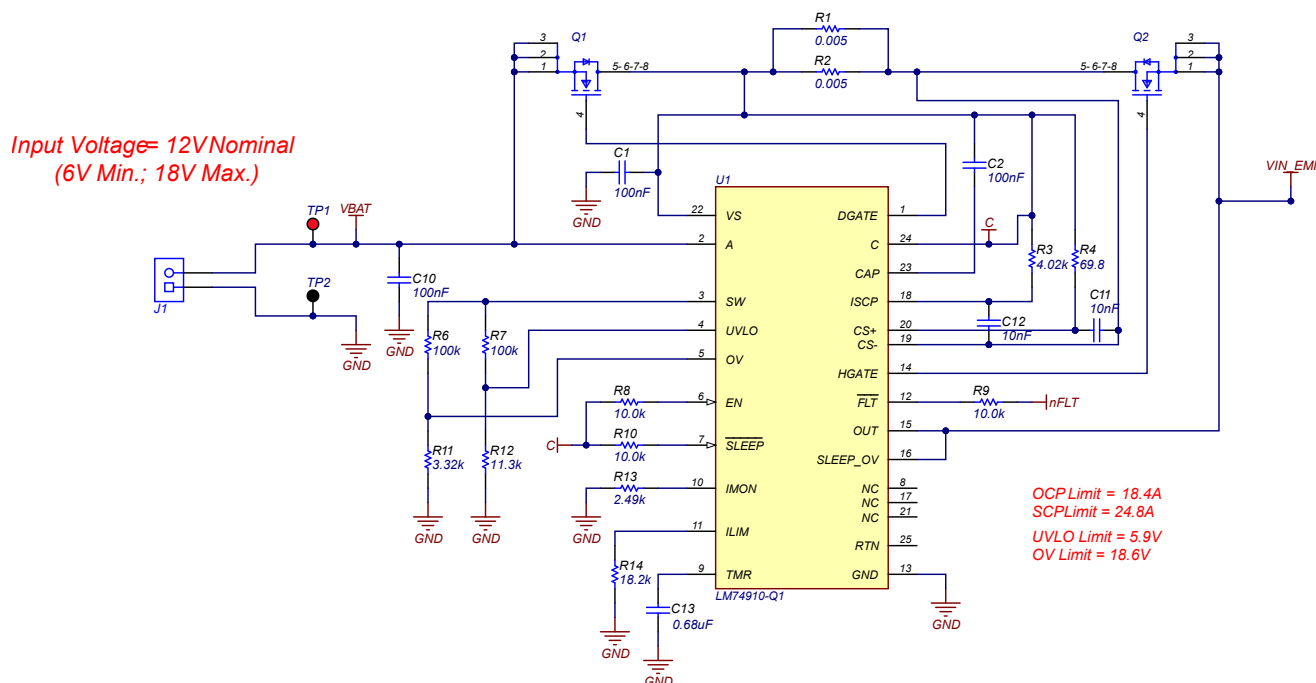 Input Voltage= 12V Nominal
(6V Min.; 18V Max.)
Q1
3
2
1
5- 6-7-8
4
R1
0.005
R2
0.005
Q2
5- 6-7-8
3
2
1
4
VIN_EMI
C1
100nF
GND
C2
100nF
U1
22 VS
2 A
3 SW
4 UVLO
5 OV
6 EN
7 SLEEP
10 IMON
11 ILIM
9 TMR
DGATE 1
C 24
CAP 23
ISCP 18
CS+ 20
CS- 19
HGATE 14
FLT 12
OUT 15
SLEEP_OV 16
NC 8
NC 17
NC 21
RTN 25
GND 13
LM74910-Q1
C
R3
4.02k
R4
69.8
C11
10nF
C12
10nF
R9
10.0k
nFLT
TP1
VBAT
J1
TP2
GND
C10
100nF
GND
R6
100k
R7
100k
R11
3.32k
R12
11.3k
GND
GND
R8
10.0k
C
R10
10.0k
R13
2.49k
GND
R14
18.2k
GND
C13
0.68uF
GND
GND
OCP Limit = 18.4A
SCPLimit = 24.8A
UVLO Limit = 5.9V
OV Limit = 18.6V